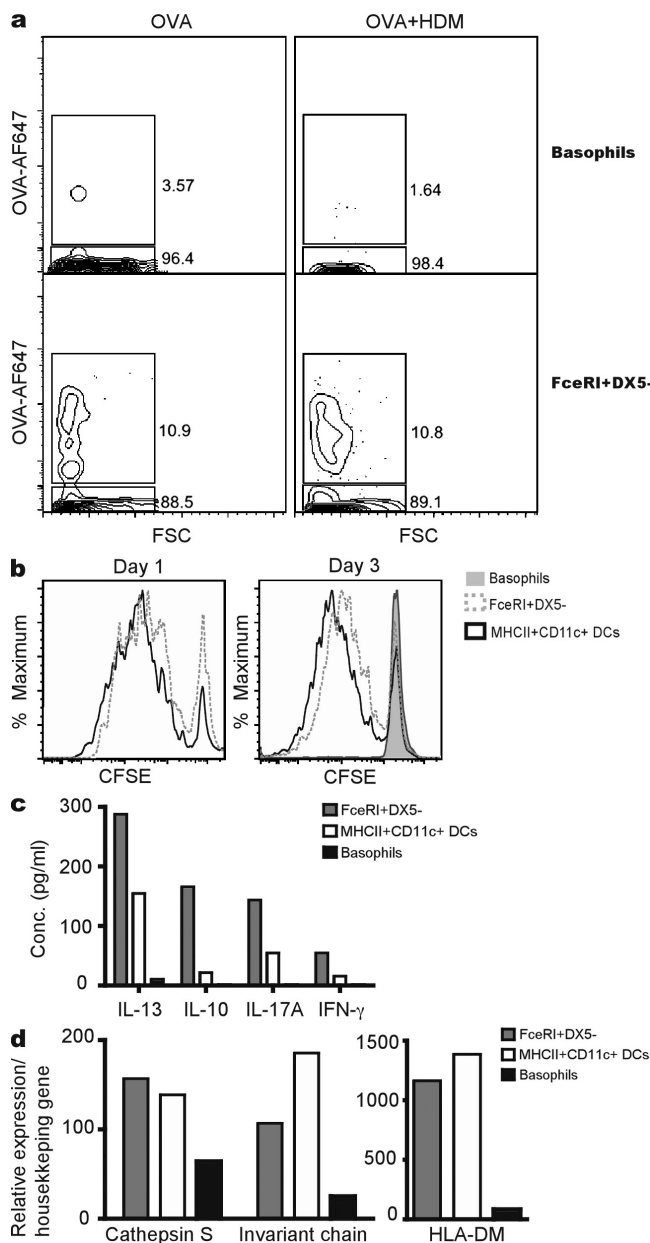 a
OVA
OVA+HDM
OVA-AF647
3.57
96.4
1.64
98.4
Basophils
OVA-AF647
10.9
88.5
10.8
89.1
FceRI+DX5-
FSC
FSC
b
Day 1
Day 3
% Maximum
% Maximum
CFSE
CFSE
Basophils
FceRI+DX5-
MHCII+CD11c+ DCs
c
Conc. (pg/ml)
300
200
100
0
IL-13
IL-10
IL-17A
IFN-γ
FceRI+DX5-
MHCII+CD11c+ DCs
Basophils
d
Relative expression/
housekkeping gene
200
100
0
Cathepsin S
Invariant chain
1500
1000
500
0
HLA-DM
FceRI+DX5-
MHCII+CD11c+ DCs
Basophils